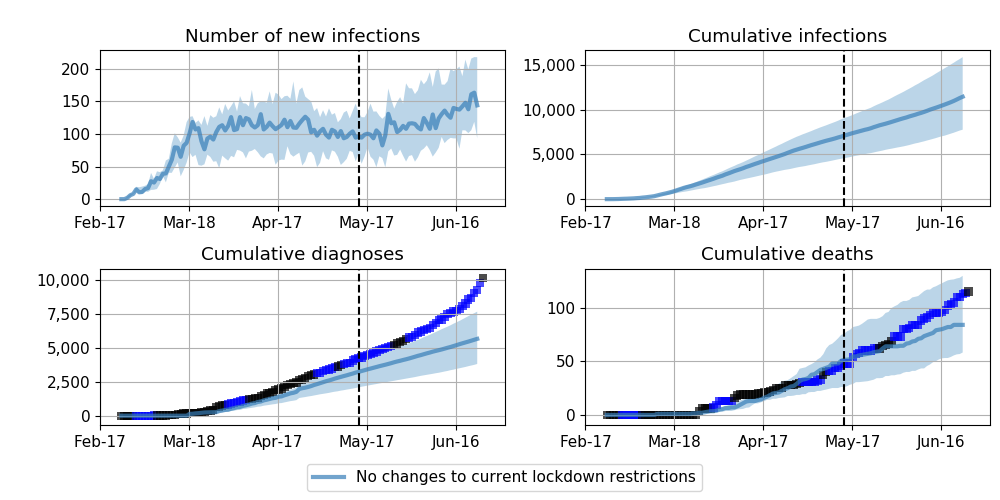 Number of new infections
200
150
100
50
0
Feb-17 Mar-18 Apr-17 May-17 Jun-16
Cumulative infections
15,000
10,000
5,000
0
Feb-17 Mar-18 Apr-17 May-17 Jun-16
Cumulative diagnoses
10,000
7,500
5,000
2,500
0
Feb-17 Mar-18 Apr-17 May-17 Jun-16
Cumulative deaths
100
50
0
Feb-17 Mar-18 Apr-17 May-17 Jun-16
No changes to current lockdown restrictions